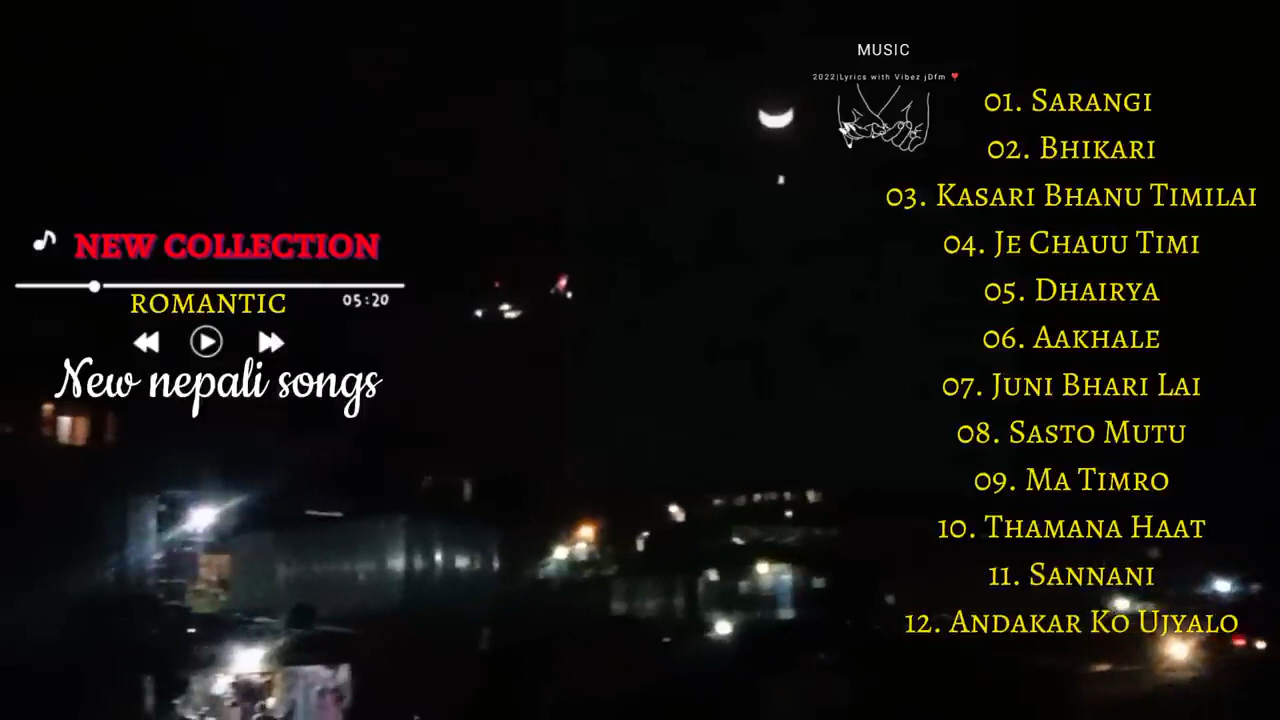 MUSIC
2022|Lyrics with Vibez jDfm
NEW COLLECTION
ROMANTIC
05:20
New nepali songs
01. Sarangi
02. Bhikari
03. Kasari Bhanu Timilai
04. Je Chauu Timi
05. Dhairya
06. Aakhale
07. Juni Bhari Lai
08. Sasto Mutu
09. Ma Timro
10. Thamana Haat
11. Sannani
12. Andakar Ko Ujyalo